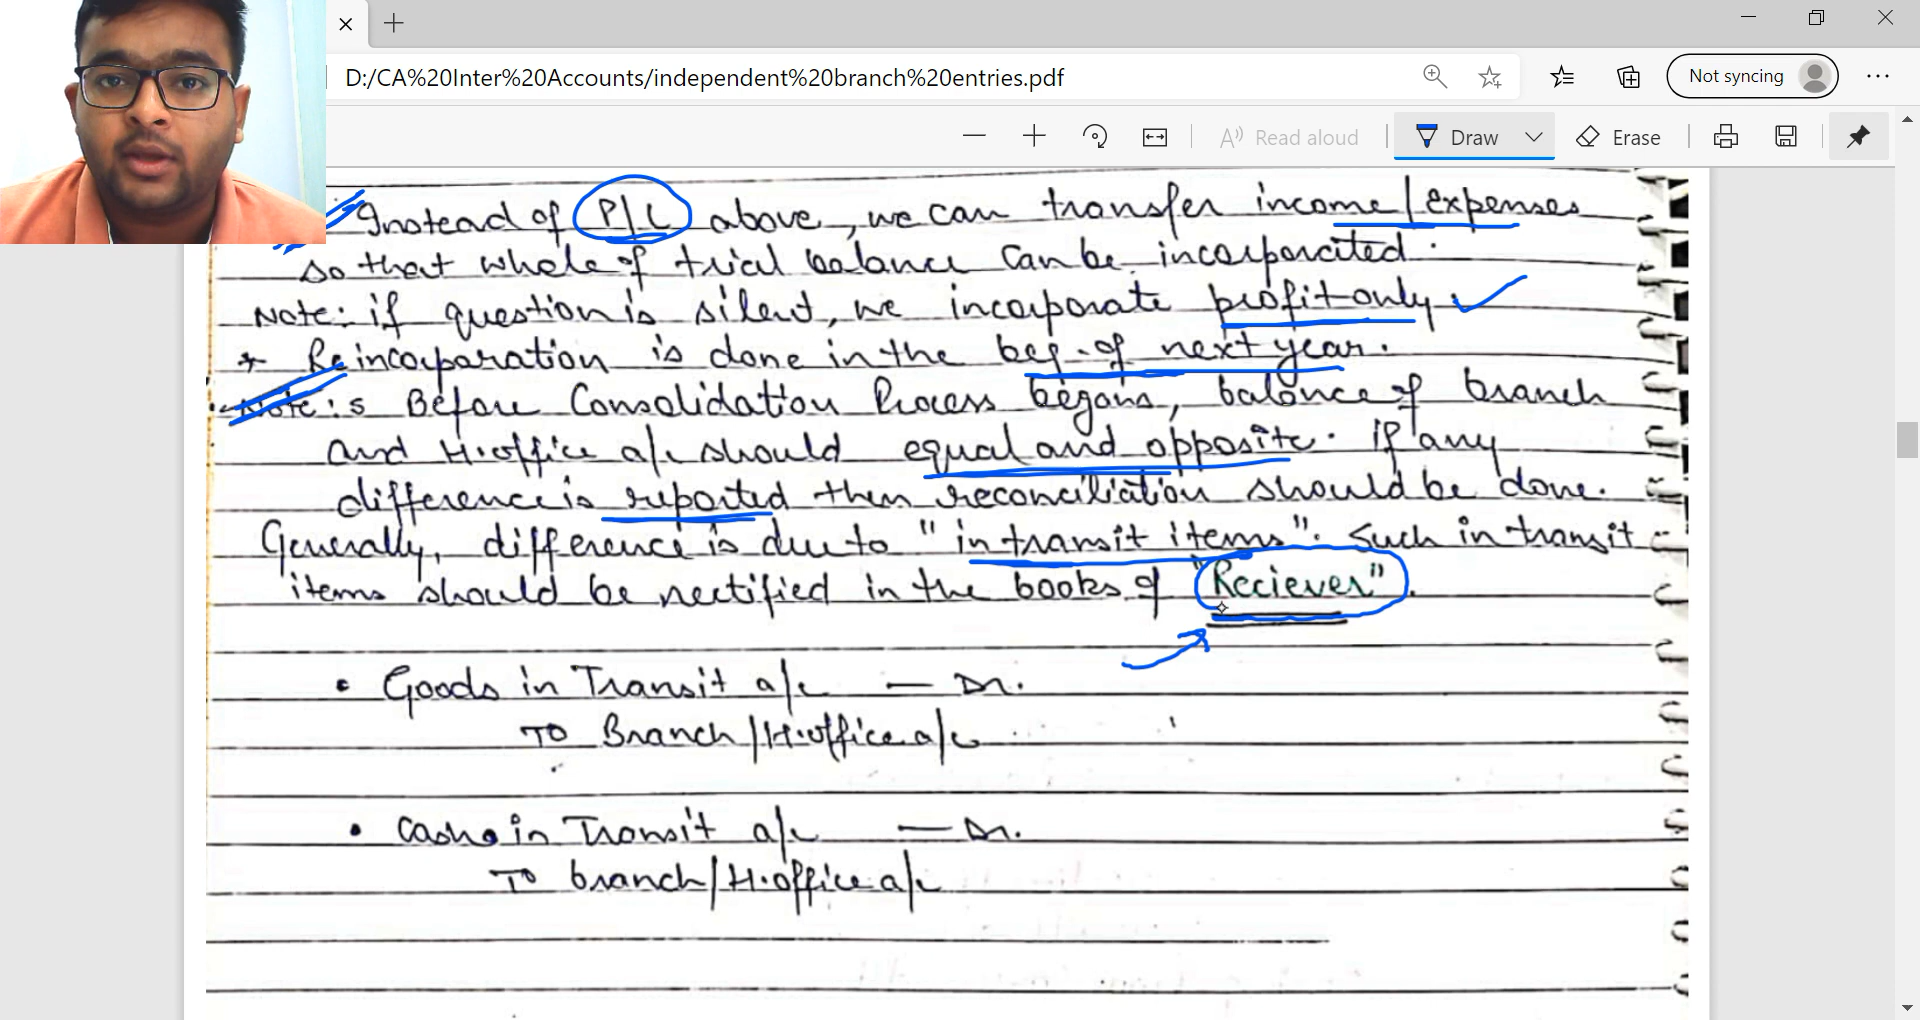 D:/CA%20Inter%20Accounts/independent%20branch%20entries.pdf
Not syncing
Read aloud
Draw
Erase
Instead of P/L above, we can transfer income/expenses
so that whole of trial balance can be incorporated.
Note: if question is silent, we incorporate profit only
* Reincorporation is done in the beg. of next year.
Note:s Before Consolidation Process begans, balance of branch
and H.office a/c should equal and opposite. If any
difference is reported then reconciliation should be done.
Generally, difference is due to "in transit items". Such in transit
items should be rectified in the books of "Reciever".
• Goods in Transit a/c — Dr.
To Branch/H.office a/c
• Cash in Transit a/c — Dr.
To branch/H.office a/c